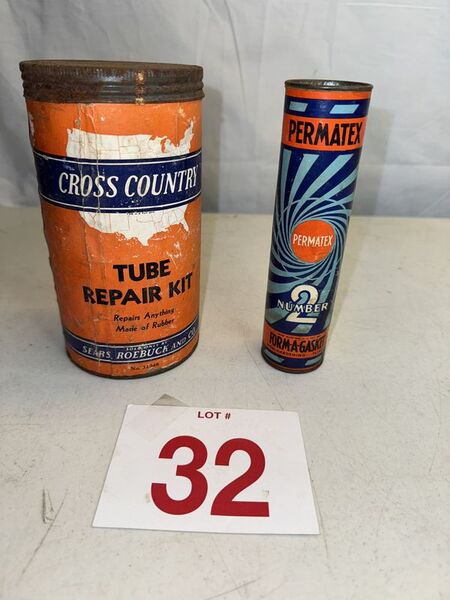 CROSS COUNTRY
TUBE
REPAIR KIT
Repairs Anything
Made of Rubber
SEARS, ROEBUCK AND CO.
PERMATEX
PERMATEX
2
NUMBER
FORM-A-GASKET
LOT #
32